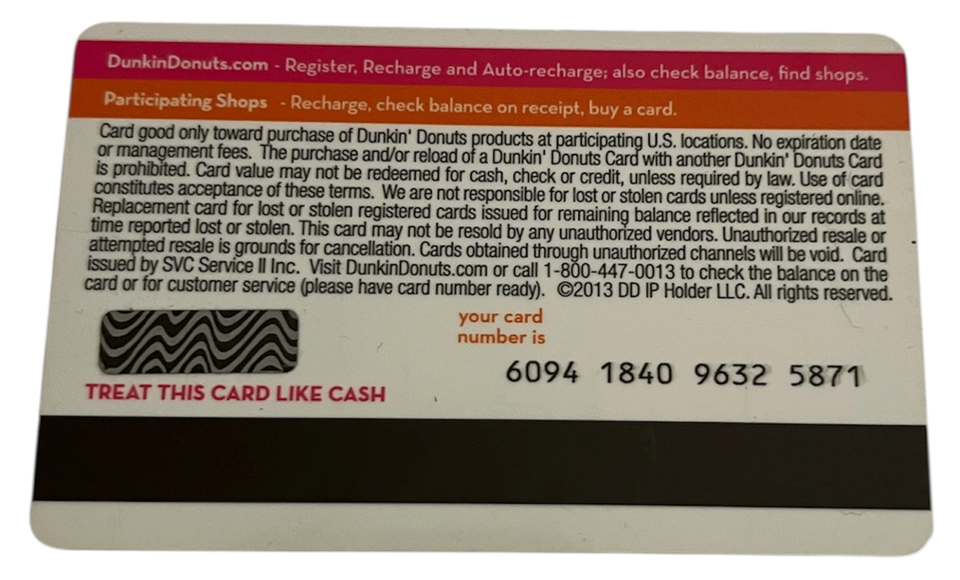 DunkinDonuts.com - Register, Recharge and Auto-recharge; also check balance, find shops.
Participating Shops - Recharge, check balance on receipt, buy a card.
Card good only toward purchase of Dunkin' Donuts products at participating U.S. locations. No expiration date
or management fees. The purchase and/or reload of a Dunkin' Donuts Card with another Dunkin' Donuts Card
is prohibited. Card value may not be redeemed for cash, check or credit, unless required by law. Use of card
constitutes acceptance of these terms. We are not responsible for lost or stolen cards unless registered online.
Replacement card for lost or stolen registered cards issued for remaining balance reflected in our records at
time reported lost or stolen. This card may not be resold by any unauthorized vendors. Unauthorized resale or
attempted resale is grounds for cancellation. Cards obtained through unauthorized channels will be void. Card
issued by SVC Service II Inc. Visit DunkinDonuts.com or call 1-800-447-0013 to check the balance on the
card or for customer service (please have card number ready). ©2013 DD IP Holder LLC. All rights reserved.
your card
number is
6094 1840 9632 5871
TREAT THIS CARD LIKE CASH